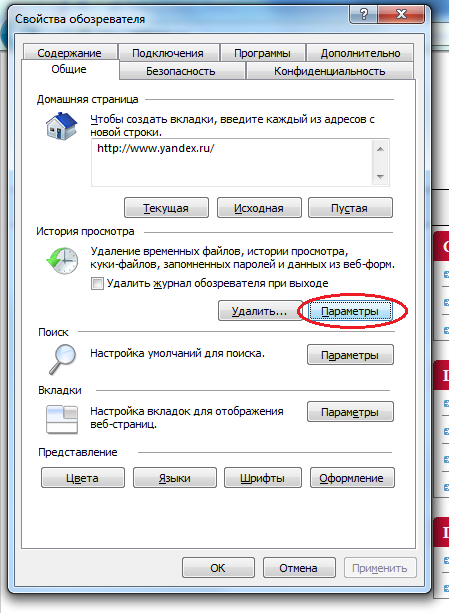 Свойства обозревателя
Содержание Подключения Программы Дополнительно
Общие Безопасность Конфиденциальность
Домашняя страница
Чтобы создать вкладки, введите каждый из адресов с
новой строки.
http://www.yandex.ru/
Текущая Исходная Пустая
История просмотра
Удаление временных файлов, истории просмотра,
куки-файлов, запомненных паролей и данных из веб-форм.
Удалить журнал обозревателя при выходе
Удалить... Параметры
Поиск
Настройка умолчаний для поиска. Параметры
Вкладки
Настройка вкладок для отображения
веб-страниц.
Параметры
Представление
Цвета Языки Шрифты Оформление
ОК Отмена Применить